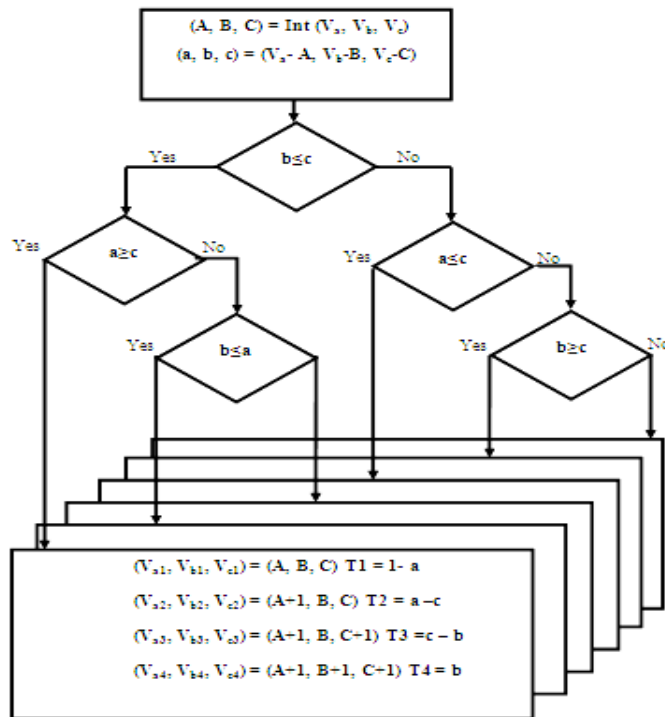 (A, B, C) = Int (Va, Vb, Vc)
(a, b, c) = (Va- A, Vb-B, Vc-C)
Yes
b≤c
No
Yes
a≥c
No
Yes
a≤c
No
Yes
b≤a
Yes
b≥c
No
(Va1, Vb1, Vc1) = (A, B, C) T1 = 1- a
(Va2, Vb2, Vc2) = (A+1, B, C) T2 = a –c
(Va3, Vb3, Vc3) = (A+1, B, C+1) T3 =c – b
(Va4, Vb4, Vc4) = (A+1, B+1, C+1) T4 = b